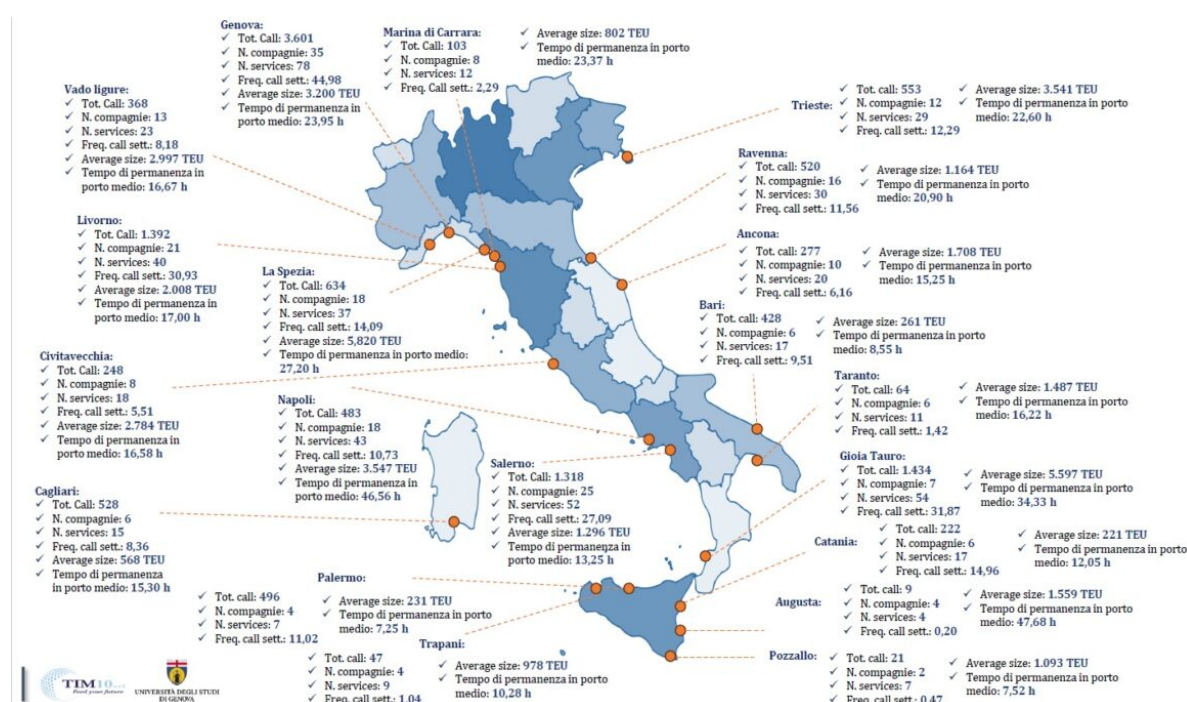 Genova:
✓ Tot. Call: 3.601
✓ N. compagnie: 35
✓ N. services: 78
✓ Freq. call sett.: 44,98
✓ Average size: 3.200 TEU
✓ Tempo di permanenza in
porto medio: 23,95 h
Marina di Carrara:
✓ Tot. Call: 103
✓ N. compagnie: 8
✓ N. services: 12
✓ Freq. Call sett.: 2,29
✓ Average size: 802 TEU
✓ Tempo di permanenza in porto
medio: 23,37 h
Vado ligure:
✓ Tot. Call: 368
✓ N. compagnie: 13
✓ N. services: 23
✓ Freq. call sett.:
✓ 8,18
✓ Average size: 2.997 TEU
✓ Tempo di permanenza in
porto medio: 16,67 h
Trieste:
✓ Tot. call: 553
✓ N. compagnie: 12
✓ N. services: 29
✓ Freq. call sett.: 12,29
✓ Average size: 3.541 TEU
✓ Tempo di permanenza in porto
medio: 22,60 h
Ravenna:
✓ Tot. call: 520
✓ N. compagnie: 16
✓ N. services: 30
✓ Freq. call sett.: 11,56
✓ Average size: 1.164 TEU
✓ Tempo di permanenza in porto
medio: 20,90 h
Livorno:
✓ Tot. Call: 1.392
✓ N. compagnie: 21
✓ N. services: 40
✓ Freq. call sett.: 30,93
✓ Average size: 2.008 TEU
✓ Tempo di permanenza in
porto medio: 17,00 h
Ancona:
✓ Tot. call: 277
✓ N. compagnie: 10
✓ N. services: 20
✓ Freq. call sett.: 6,16
✓ Average size: 1.708 TEU
✓ Tempo di permanenza in porto
medio: 15,25 h
La Spezia:
✓ Tot. Call: 634
✓ N. compagnie: 18
✓ N. services: 37
✓ Freq. call sett.: 14,09
✓ Average size: 5,820 TEU
✓ Tempo di permanenza in porto medio:
27,20 h
Bari:
✓ Tot. call: 428
✓ N. compagnie: 6
✓ N. services: 17
✓ Freq. call sett.: 9,51
✓ Average size: 261 TEU
✓ Tempo di permanenza in porto
medio: 8,55 h
Civitavecchia:
✓ Tot. Call: 248
✓ N. compagnie: 8
✓ N. services: 18
✓ Freq. call sett.: 5,51
✓ Average size: 2.784 TEU
✓ Tempo di permanenza in
porto medio: 16,58 h
Taranto:
✓ Tot. call: 64
✓ N. compagnie: 6
✓ N. services: 11
✓ Freq. call sett.: 1,42
✓ Average size: 1.487 TEU
✓ Tempo di permanenza in porto
medio: 16,22 h
Napoli:
✓ Tot. Call: 483
✓ N. compagnie: 18
✓ N. services: 43
✓ Freq. call sett.: 10,73
✓ Average size: 3.547 TEU
✓ Tempo di permanenza in
porto medio: 46,56 h
Salerno:
✓ Tot. Call: 1.318
✓ N. compagnie: 25
✓ N. services: 52
✓ Freq. call sett.: 27,09
✓ Average size: 1.296 TEU
✓ Tempo di permanenza in
porto medio: 13,25 h
Gioia Tauro:
✓ Tot. call: 1.434
✓ N. compagnie: 7
✓ N. services: 54
✓ Freq. call sett.: 31,87
✓ Average size: 5.597 TEU
✓ Tempo di permanenza in porto
medio: 34,33 h
Cagliari:
✓ Tot. Call: 528
✓ N. compagnie: 6
✓ N. services: 15
✓ Freq. call sett.: 8,36
✓ Average size: 568 TEU
✓ Tempo di permanenza
in porto medio: 15,30 h
Catania:
✓ Tot. call: 222
✓ N. compagnie: 6
✓ N. services: 17
✓ Freq. call sett.: 14,96
✓ Average size: 221 TEU
✓ Tempo di permanenza in porto
medio: 12,05 h
Palermo:
✓ Tot. call: 496
✓ N. compagnie: 4
✓ N. services: 7
✓ Freq. call sett.: 11,02
✓ Average size: 231 TEU
✓ Tempo di permanenza in porto
medio: 7,25 h
Augusta:
✓ Tot. call: 9
✓ N. compagnie: 4
✓ N. services: 4
✓ Freq. call sett.: 0,20
✓ Average size: 1.559 TEU
✓ Tempo di permanenza in porto
medio: 47,68 h
Trapani:
✓ Tot. call: 47
✓ N. compagnie: 4
✓ N. services: 9
✓ Freq. call sett.: 1,04
✓ Average size: 978 TEU
✓ Tempo di permanenza in porto
medio: 10,28 h
Pozzallo:
✓ Tot. call: 21
✓ N. compagnie: 2
✓ N. services: 7
✓ Freq. call sett.: 0,47
✓ Average size: 1.093 TEU
✓ Tempo di permanenza in porto
medio: 7,52 h
TIM10...
Feed your future
UNIVERSITÀ DEGLI STUDI
DI GENOVA